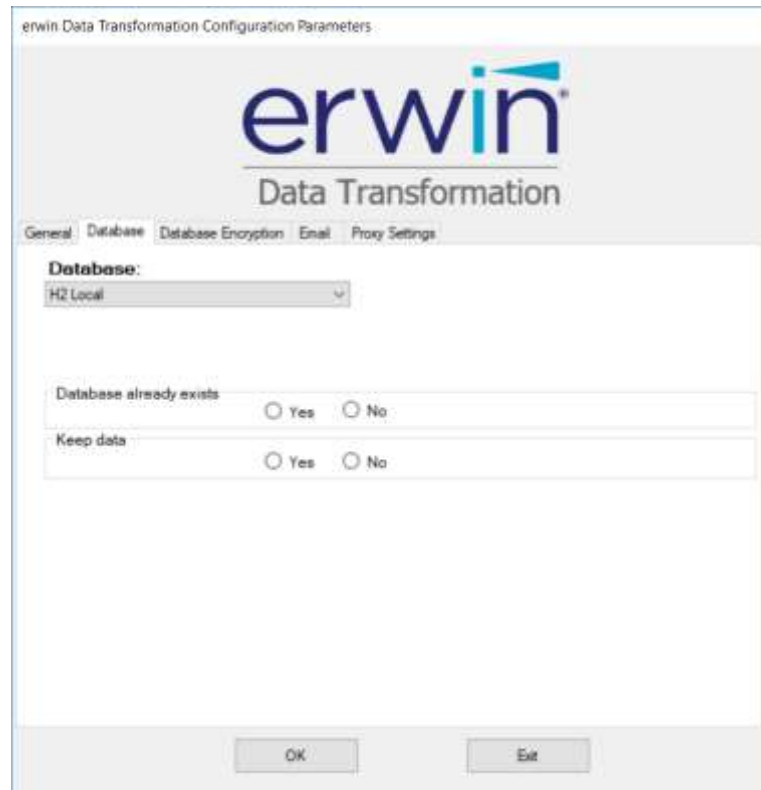 erwin Data Transformation Configuration Parameters
erwin®
Data Transformation
General Database Database Encryption Email Proxy Settings
Database:
H2 Local
Database already exists
Yes No
Keep data
Yes No
OK Exit